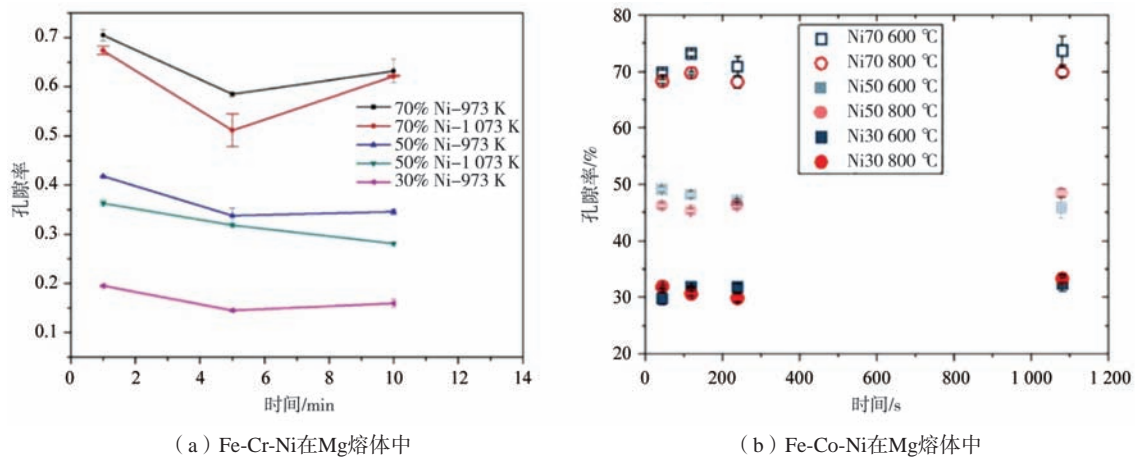 0.7
0.6
0.5
0.4
0.3
0.2
0.1
孔隙率
70% Ni–973 K
70% Ni–1 073 K
50% Ni–973 K
50% Ni–1 073 K
30% Ni–973 K
0 2 4 6 8 10 12 14
时间/min
（a）Fe-Cr-Ni在Mg熔体中
80
70
60
50
40
30
20
孔隙率/%
Ni70 600 ℃
Ni70 800 ℃
Ni50 600 ℃
Ni50 800 ℃
Ni30 600 ℃
Ni30 800 ℃
0 200 400 600 800 1 000 1 200
时间/s
（b）Fe-Co-Ni在Mg熔体中